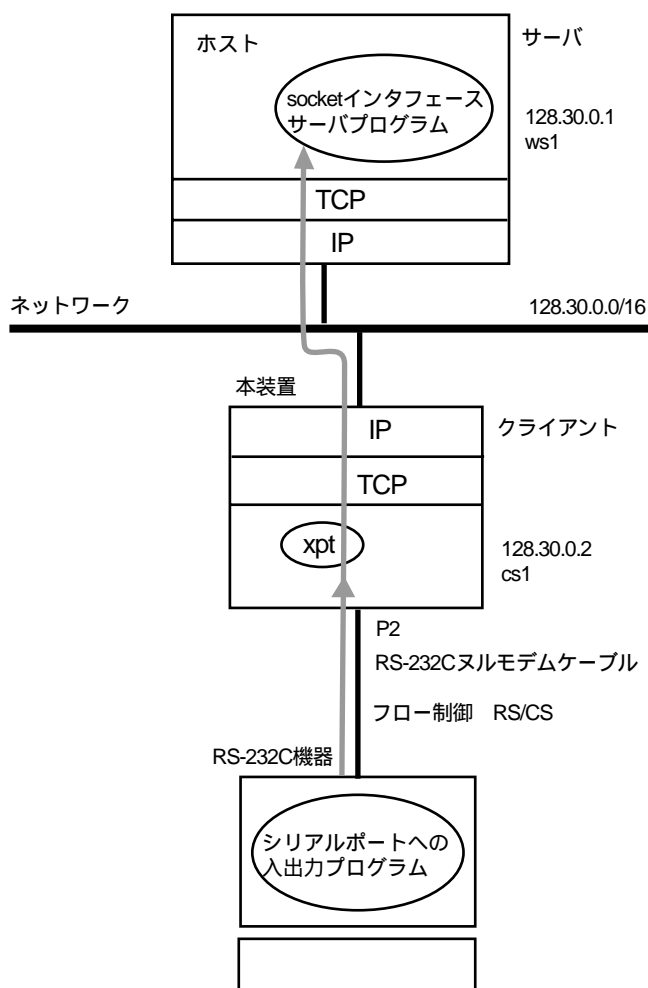 ホスト
サーバ
socketインタフェース
サーバプログラム
128.30.0.1
ws1
TCP
IP
ネットワーク
128.30.0.0/16
本装置
IP
クライアント
TCP
xpt
128.30.0.2
cs1
P2
RS-232Cヌルモデムケーブル
フロー制御 RS/CS
RS-232C機器
シリアルポートへの
入出力プログラム